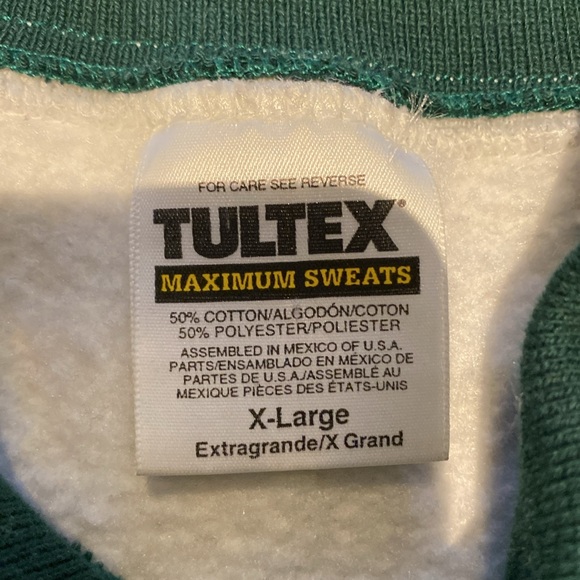 FOR CARE SEE REVERSE
TULTEX®
MAXIMUM SWEATS
50% COTTON/ALGODÓN/COTON
50% POLYESTER/POLIESTER
ASSEMBLED IN MEXICO OF U.S.A.
PARTS/ENSAMBLADO EN MÉXICO DE
PARTES DE U.S.A./ASSEMBLÉ AU
MEXIQUE PIÈCES DES ÉTATS-UNIS
X-Large
Extragrande/X Grand